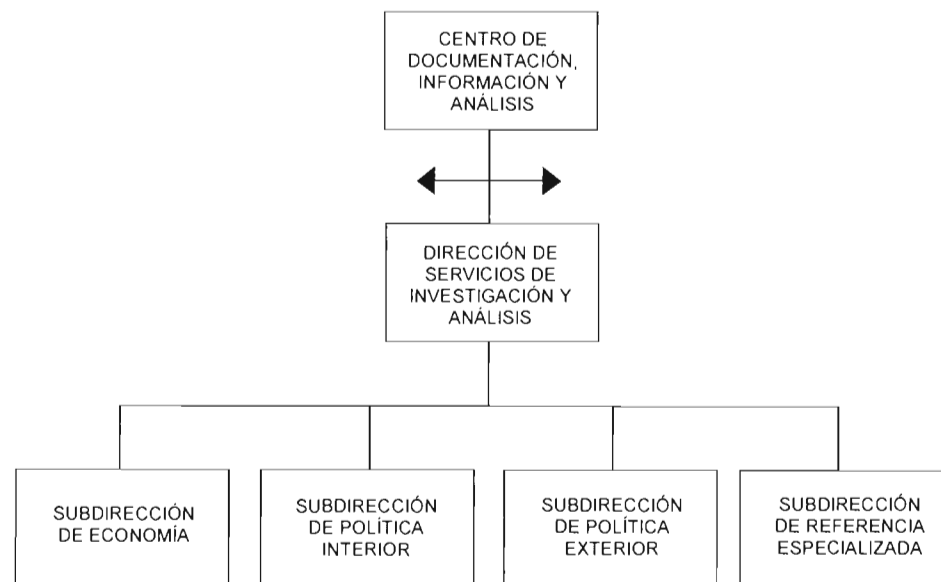 CENTRO DE
DOCUMENTACIÓN,
INFORMACIÓN Y
ANÁLISIS
DIRECCIÓN DE
SERVICIOS DE
INVESTIGACIÓN Y
ANÁLISIS
SUBDIRECCIÓN
DE ECONOMÍA
SUBDIRECCIÓN
DE POLÍTICA
INTERIOR
SUBDIRECCIÓN
DE POLÍTICA
EXTERIOR
SUBDIRECCIÓN
DE REFERENCIA
ESPECIALIZADA